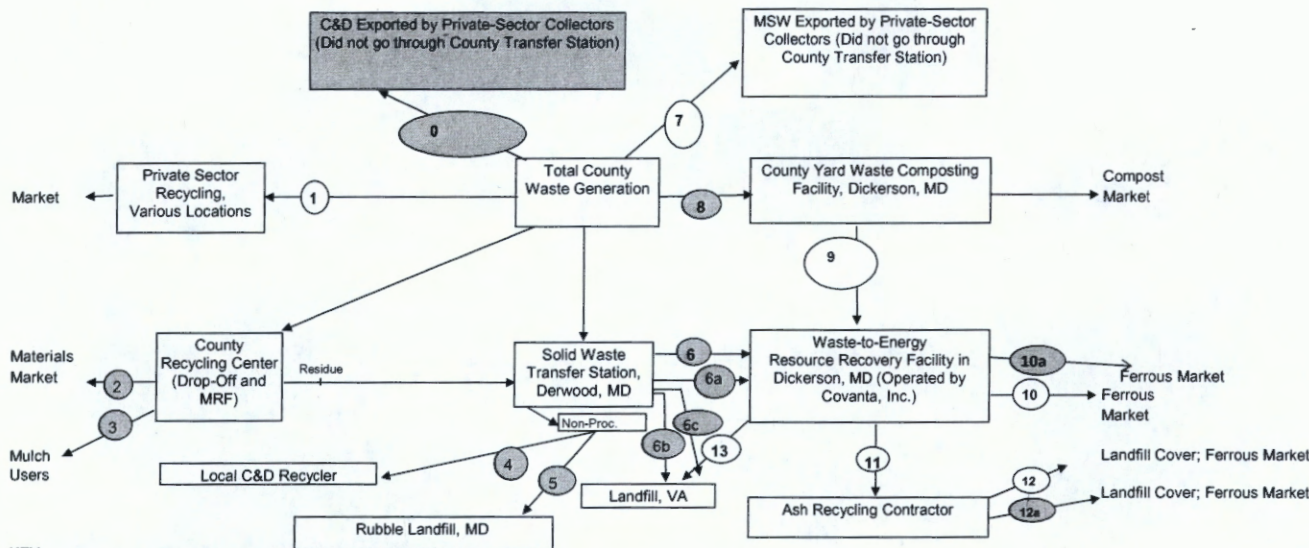 C&D Exported by Private-Sector Collectors
(Did not go through County Transfer Station)
MSW Exported by Private-Sector
Collectors (Did not go through
County Transfer Station)
0
7
Market
Private Sector
Recycling,
Various Locations
1
Total County
Waste Generation
8
County Yard Waste Composting
Facility, Dickerson, MD
Compost
Market
9
Materials
Market
2
3
Mulch
Users
County
Recycling Center
(Drop-Off and
MRF)
Residue
Solid Waste
Transfer Station,
Derwood, MD
6
6a
6b
6c
13
Waste-to-Energy
Resource Recovery Facility in
Dickerson, MD (Operated by
Covanta, Inc.)
10a
Ferrous Market
10
Ferrous
Market
Non-Proc.
4
5
Local C&D Recycler
Landfill, VA
Rubble Landfill, MD
11
Ash Recycling Contractor
12
Landfill Cover; Ferrous Market
12a
Landfill Cover; Ferrous Market